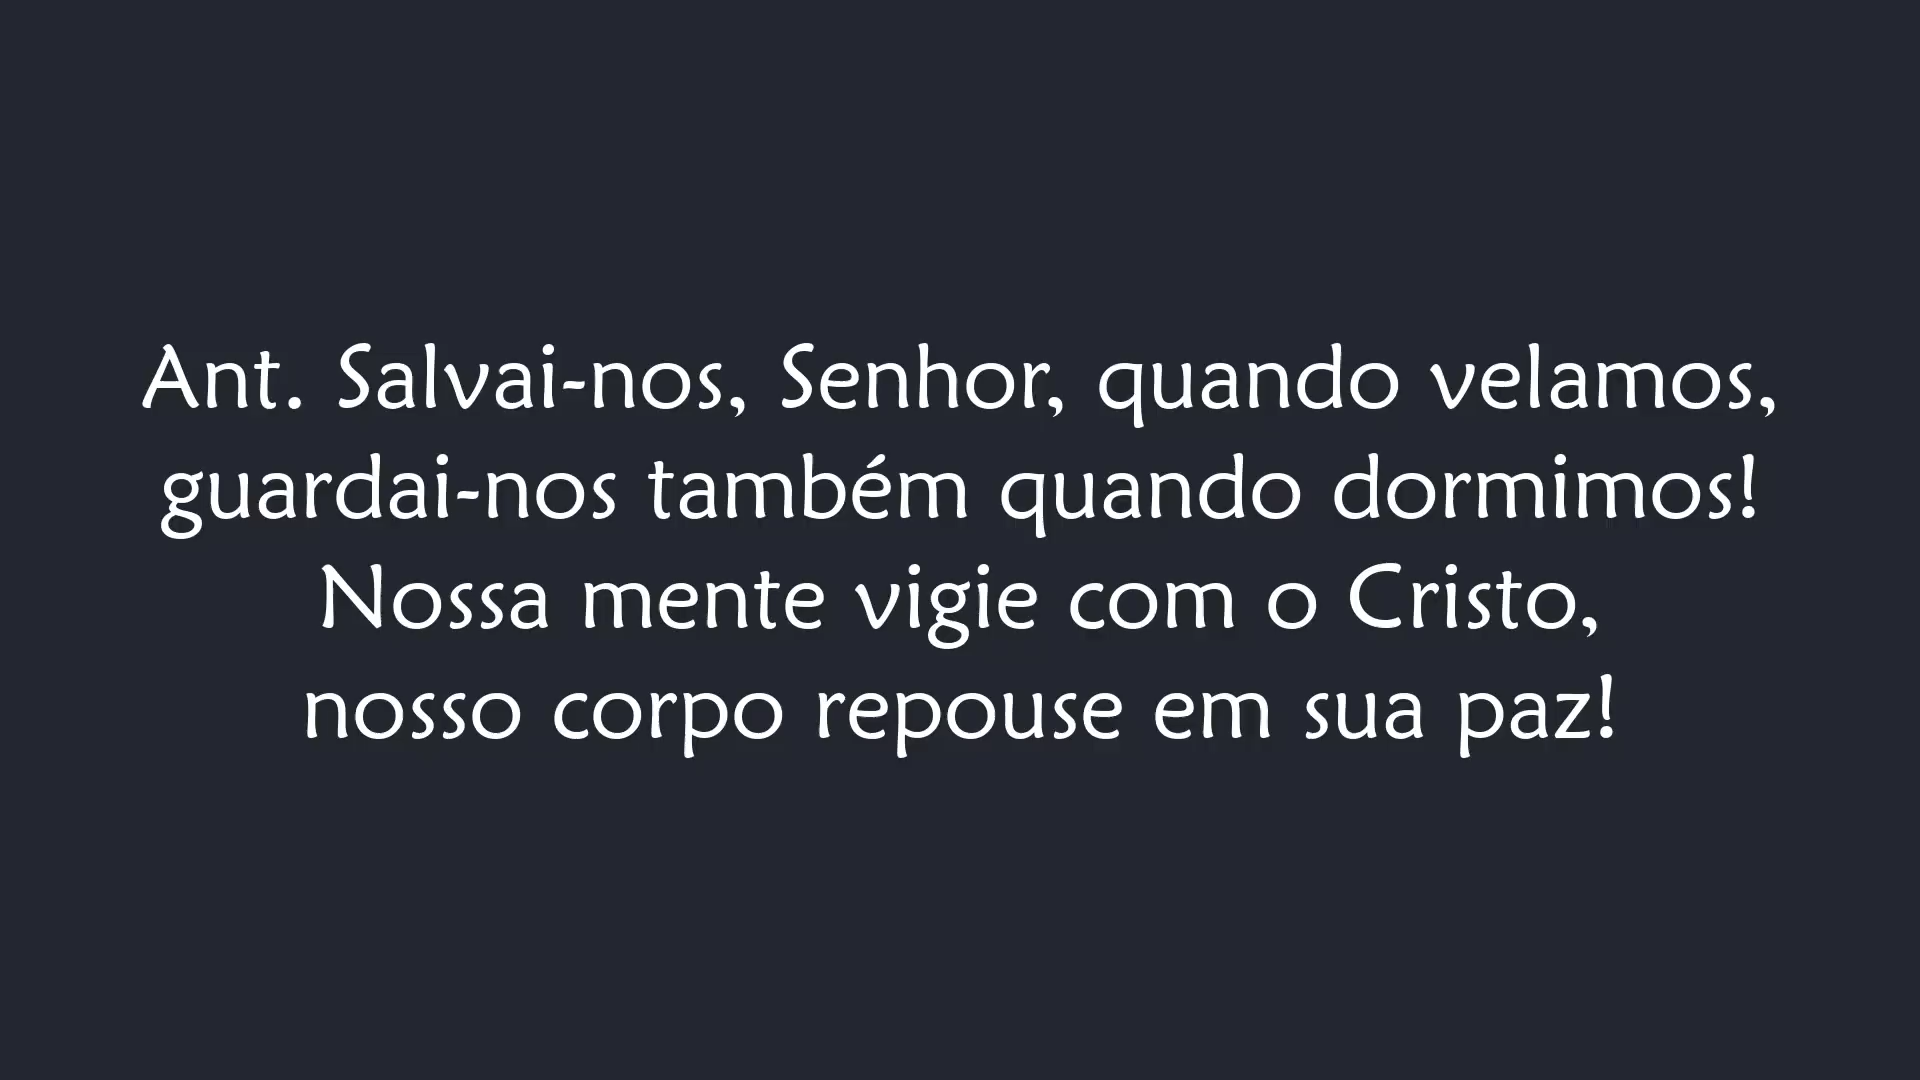 Ant. Salvai-nos, Senhor, quando velamos,
guardai-nos também quando dormimos!
Nossa mente vigie com o Cristo,
nosso corpo repouse em sua paz!